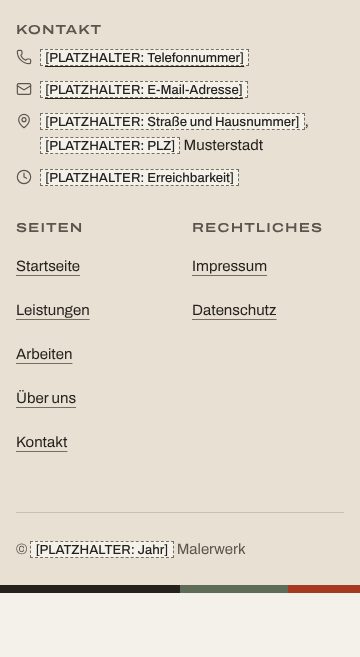 KONTAKT
[PLATZHALTER: Telefonnummer]
[PLATZHALTER: E-Mail-Adresse]
[PLATZHALTER: Straße und Hausnummer],
[PLATZHALTER: PLZ] Musterstadt
[PLATZHALTER: Erreichbarkeit]
SEITEN
Startseite
Leistungen
Arbeiten
Über uns
Kontakt
RECHTLICHES
Impressum
Datenschutz
© [PLATZHALTER: Jahr] Malerwerk